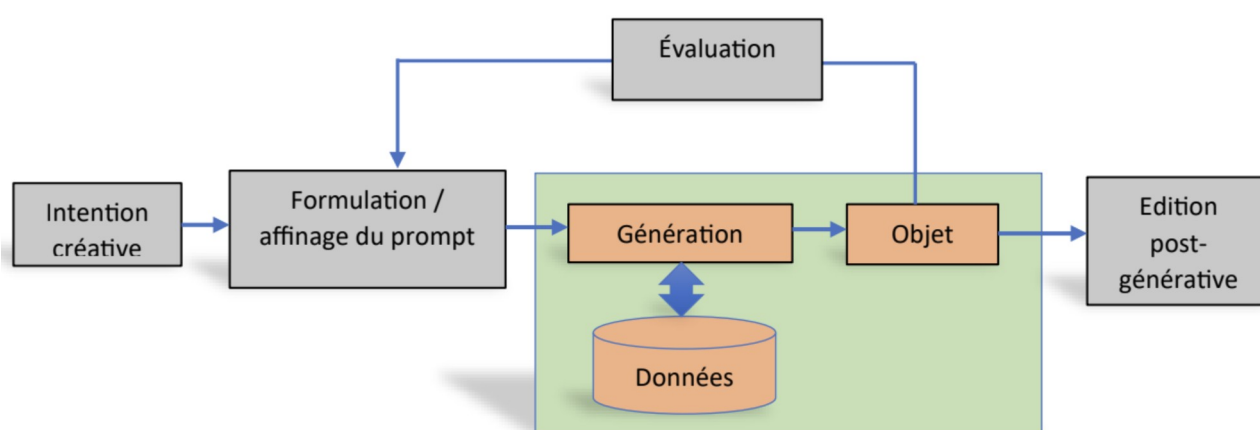 Évaluation
Intention
créative
Formulation /
affinage du prompt
Génération
Objet
Edition
post-
générative
Données